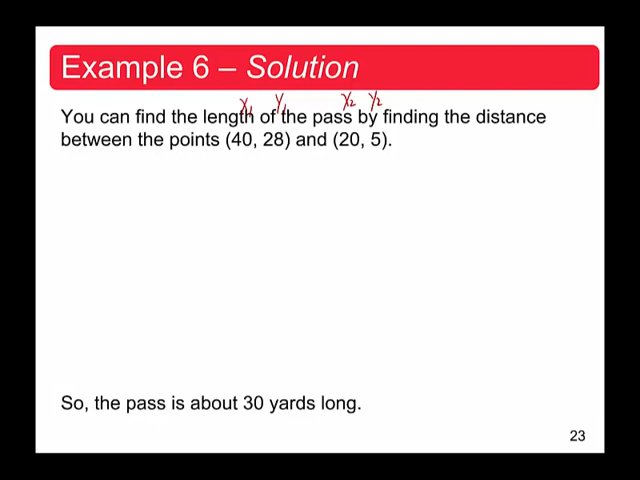 Example 6 – Solution
x₁ y₁ x₂ y₂
You can find the length of the pass by finding the distance
between the points (40, 28) and (20, 5).
So, the pass is about 30 yards long.
23